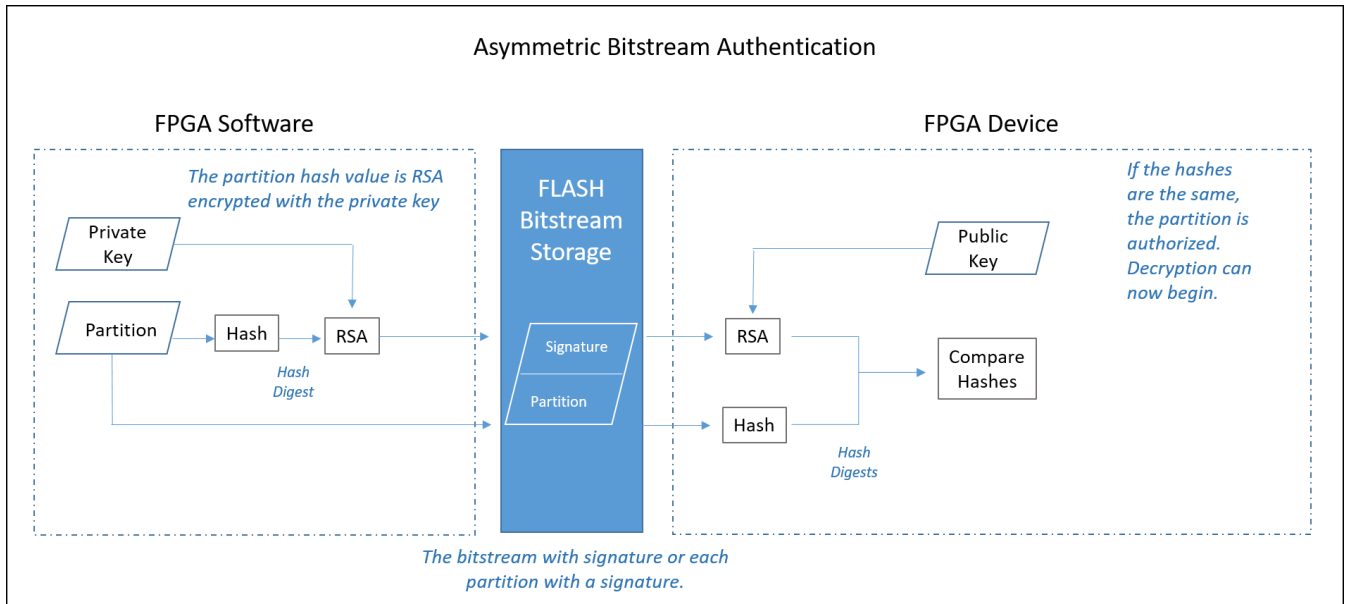 Asymmetric Bitstream Authentication
FPGA Software
FPGA Device
The partition hash value is RSA
encrypted with the private key
Private
Key
Partition
Hash
RSA
Hash
Digest
FLASH
Bitstream
Storage
Signature
Partition
If the hashes
are the same,
the partition is
authorized.
Decryption can
now begin.
Public
Key
RSA
Hash
Compare
Hashes
Hash
Digests
The bitstream with signature or each
partition with a signature.